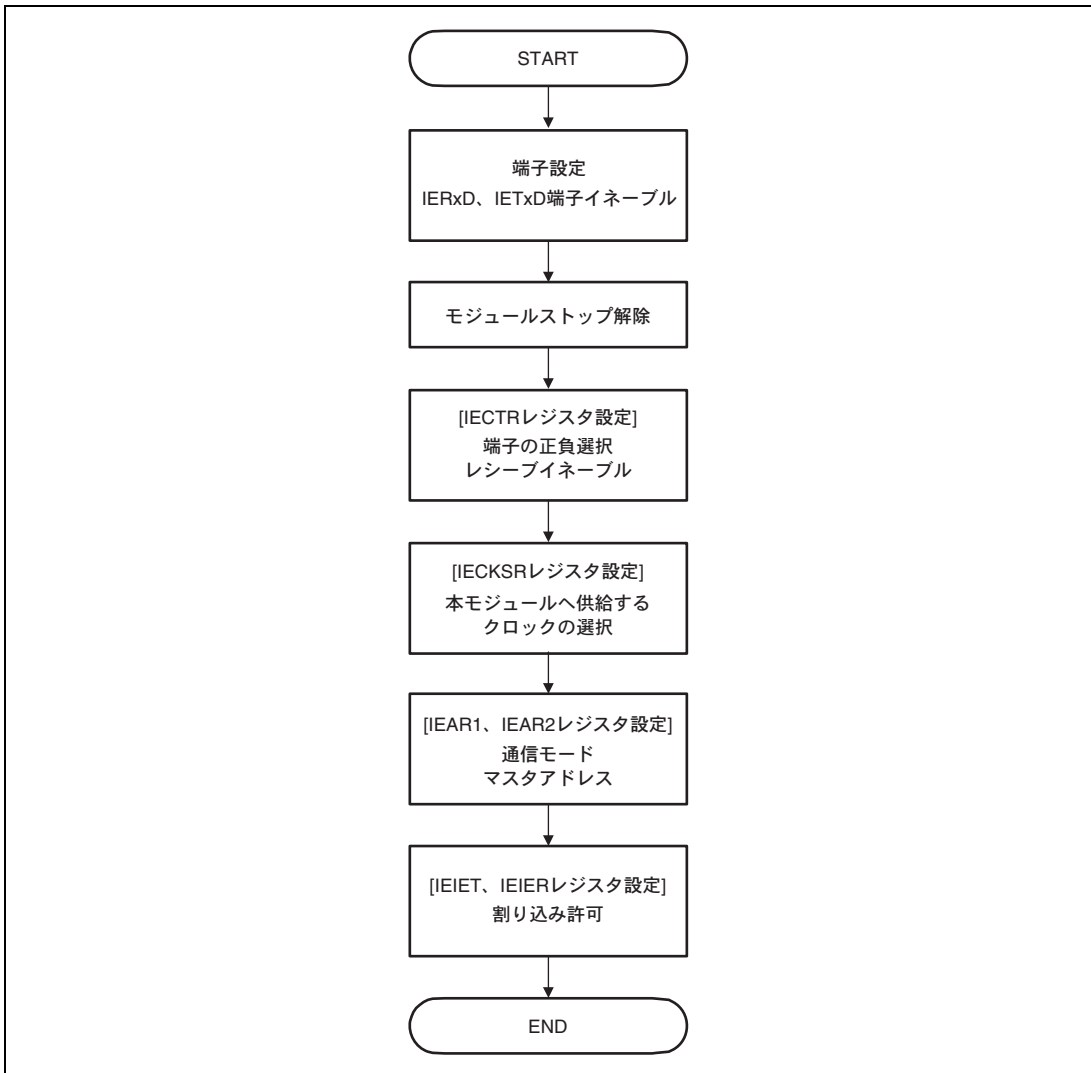 START
端子設定
IERxD、IETxD端子イネーブル
モジュールストップ解除
[IECTRレジスタ設定]
端子の正負選択
レシーブイネーブル
[IECKSRレジスタ設定]
本モジュールへ供給する
クロックの選択
[IEAR1、IEAR2レジスタ設定]
通信モード
マスタアドレス
[IEIET、IEIERレジスタ設定]
割り込み許可
END